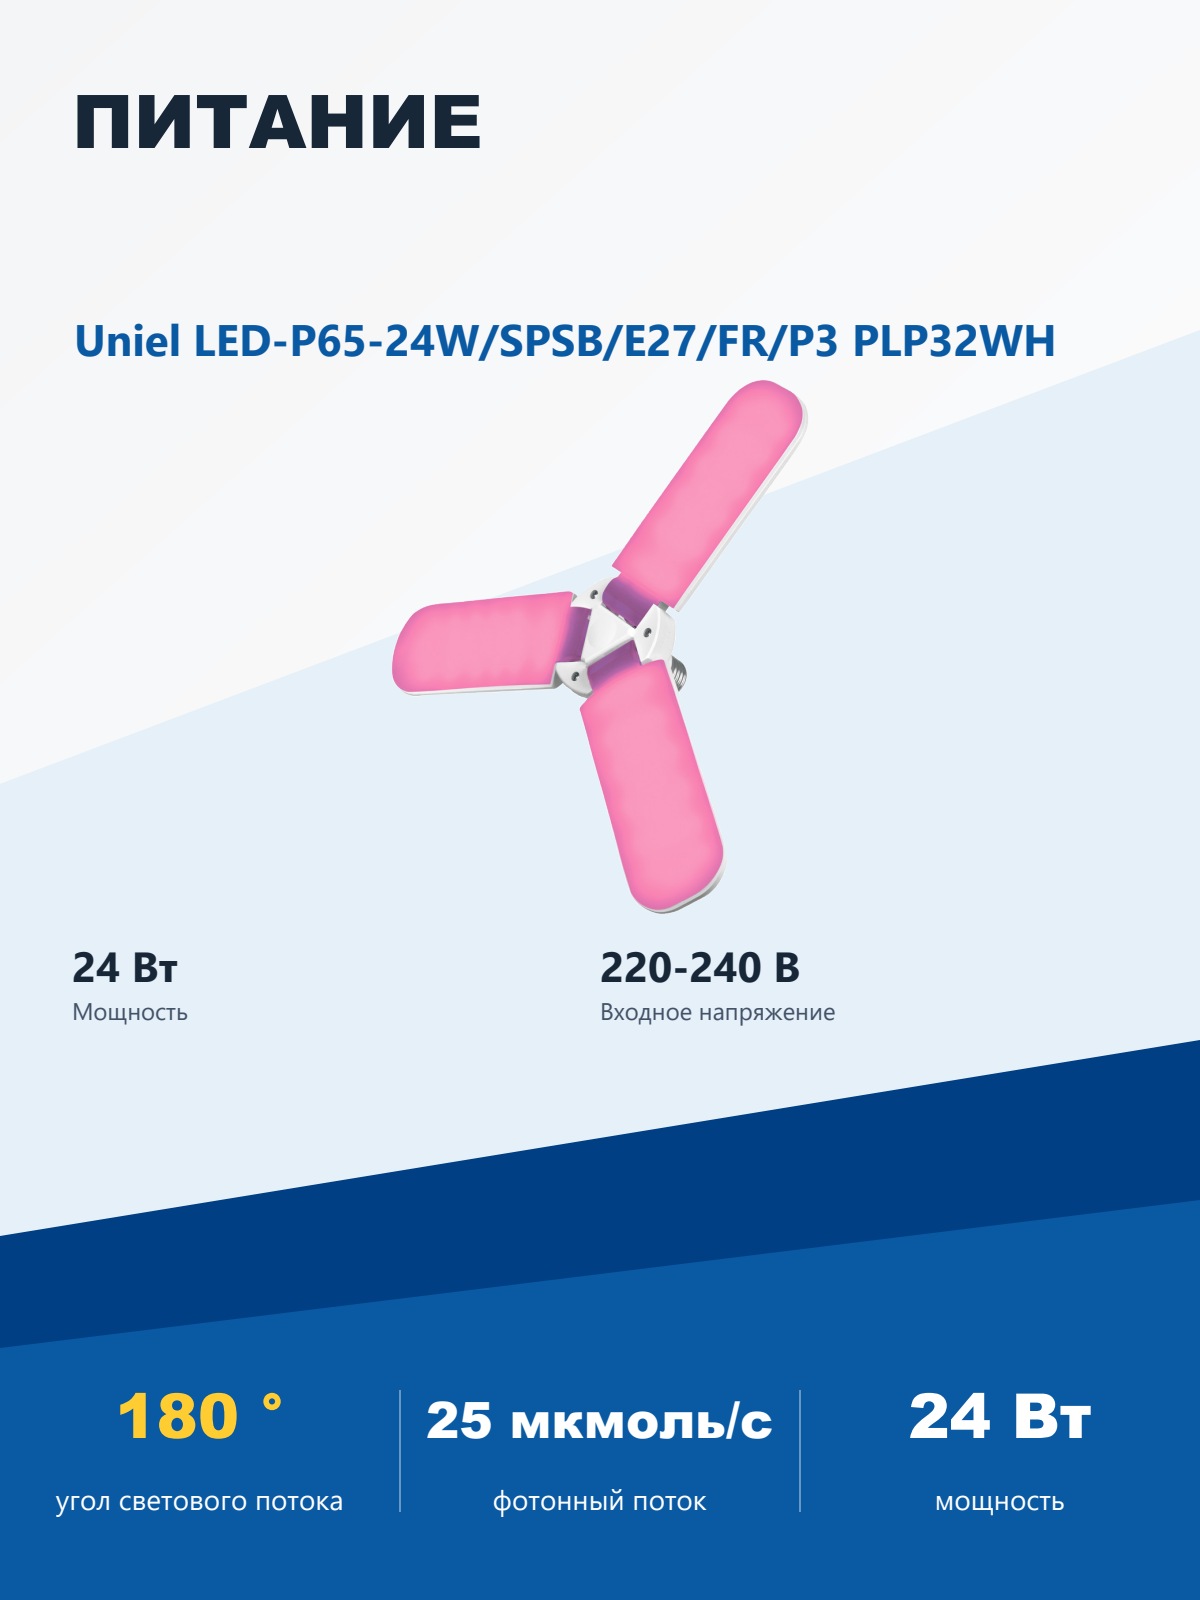 ПИТАНИЕ
Uniel LED-P65-24W/SPSB/E27/FR/P3 PLP32WH
24 Вт
Мощность
220-240 В
Входное напряжение
180 °
угол светового потока
25 мкмоль/с
фотонный поток
24 Вт
мощность